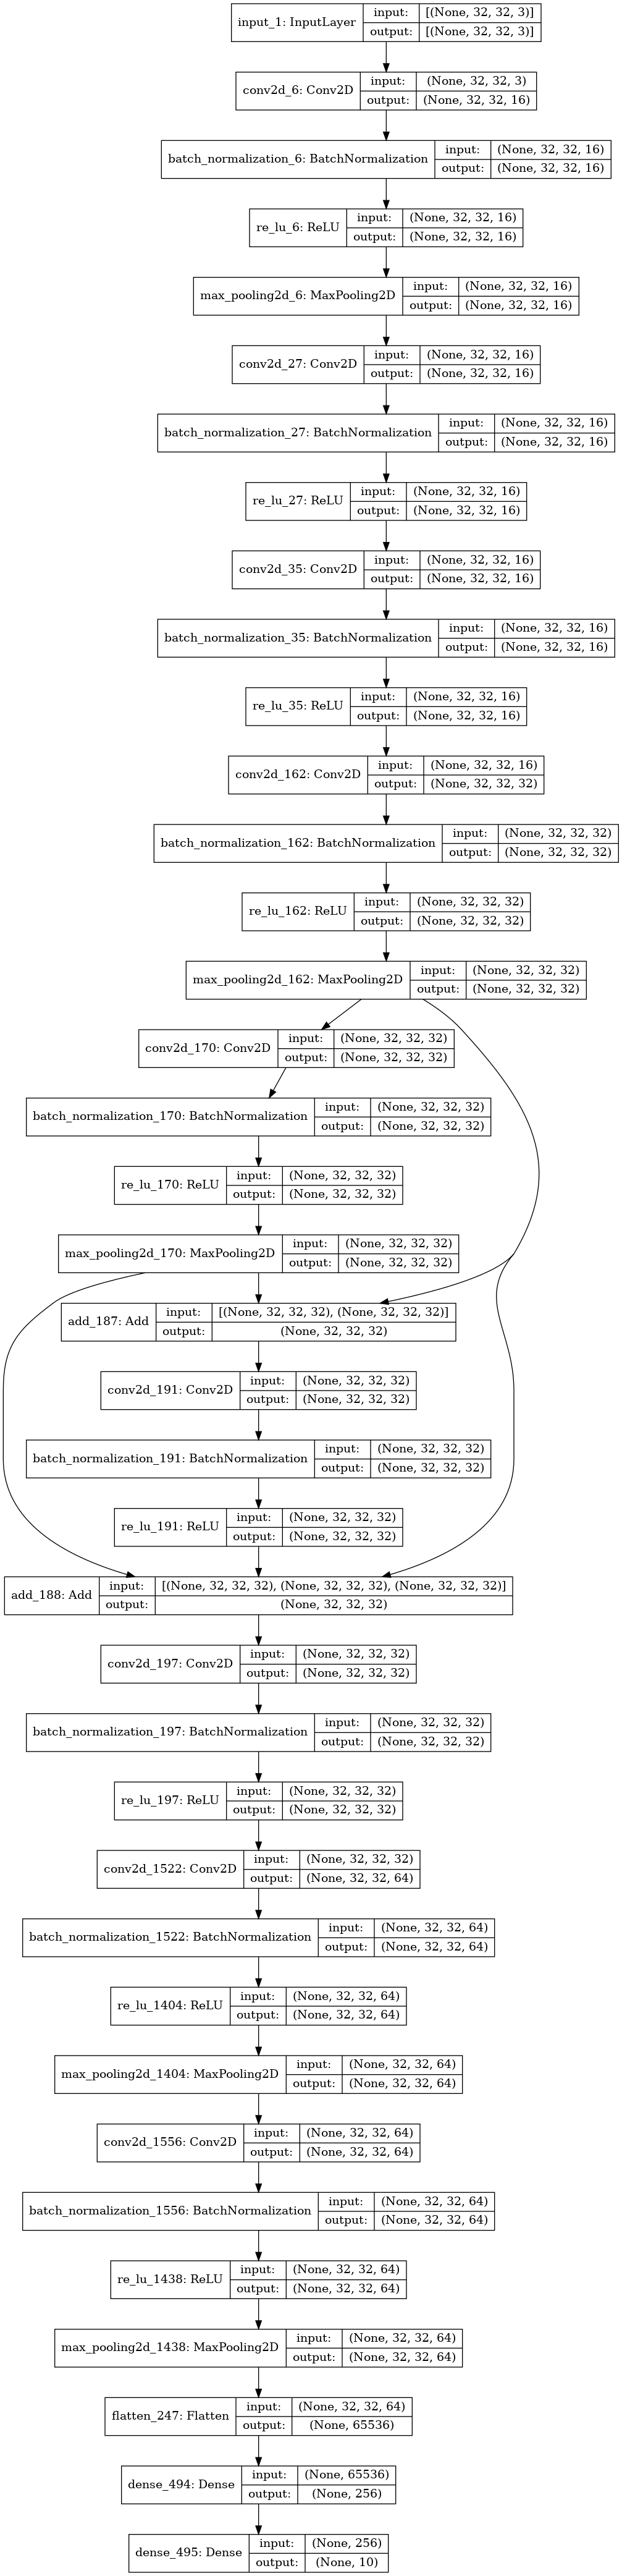 input_1: InputLayer
input: [(None, 32, 32, 3)]
output: [(None, 32, 32, 3)]
conv2d_6: Conv2D
input: (None, 32, 32, 3)
output: (None, 32, 32, 16)
batch_normalization_6: BatchNormalization
input: (None, 32, 32, 16)
output: (None, 32, 32, 16)
re_lu_6: ReLU
input: (None, 32, 32, 16)
output: (None, 32, 32, 16)
max_pooling2d_6: MaxPooling2D
input: (None, 32, 32, 16)
output: (None, 32, 32, 16)
conv2d_27: Conv2D
input: (None, 32, 32, 16)
output: (None, 32, 32, 16)
batch_normalization_27: BatchNormalization
input: (None, 32, 32, 16)
output: (None, 32, 32, 16)
re_lu_27: ReLU
input: (None, 32, 32, 16)
output: (None, 32, 32, 16)
conv2d_35: Conv2D
input: (None, 32, 32, 16)
output: (None, 32, 32, 16)
batch_normalization_35: BatchNormalization
input: (None, 32, 32, 16)
output: (None, 32, 32, 16)
re_lu_35: ReLU
input: (None, 32, 32, 16)
output: (None, 32, 32, 16)
conv2d_162: Conv2D
input: (None, 32, 32, 16)
output: (None, 32, 32, 32)
batch_normalization_162: BatchNormalization
input: (None, 32, 32, 32)
output: (None, 32, 32, 32)
re_lu_162: ReLU
input: (None, 32, 32, 32)
output: (None, 32, 32, 32)
max_pooling2d_162: MaxPooling2D
input: (None, 32, 32, 32)
output: (None, 32, 32, 32)
conv2d_170: Conv2D
input: (None, 32, 32, 32)
output: (None, 32, 32, 32)
batch_normalization_170: BatchNormalization
input: (None, 32, 32, 32)
output: (None, 32, 32, 32)
re_lu_170: ReLU
input: (None, 32, 32, 32)
output: (None, 32, 32, 32)
max_pooling2d_170: MaxPooling2D
input: (None, 32, 32, 32)
output: (None, 32, 32, 32)
add_187: Add
input: [(None, 32, 32, 32), (None, 32, 32, 32)]
output: (None, 32, 32, 32)
conv2d_191: Conv2D
input: (None, 32, 32, 32)
output: (None, 32, 32, 32)
batch_normalization_191: BatchNormalization
input: (None, 32, 32, 32)
output: (None, 32, 32, 32)
re_lu_191: ReLU
input: (None, 32, 32, 32)
output: (None, 32, 32, 32)
add_188: Add
input: [(None, 32, 32, 32), (None, 32, 32, 32), (None, 32, 32, 32)]
output: (None, 32, 32, 32)
conv2d_197: Conv2D
input: (None, 32, 32, 32)
output: (None, 32, 32, 32)
batch_normalization_197: BatchNormalization
input: (None, 32, 32, 32)
output: (None, 32, 32, 32)
re_lu_197: ReLU
input: (None, 32, 32, 32)
output: (None, 32, 32, 32)
conv2d_1522: Conv2D
input: (None, 32, 32, 32)
output: (None, 32, 32, 64)
batch_normalization_1522: BatchNormalization
input: (None, 32, 32, 64)
output: (None, 32, 32, 64)
re_lu_1404: ReLU
input: (None, 32, 32, 64)
output: (None, 32, 32, 64)
max_pooling2d_1404: MaxPooling2D
input: (None, 32, 32, 64)
output: (None, 32, 32, 64)
conv2d_1556: Conv2D
input: (None, 32, 32, 64)
output: (None, 32, 32, 64)
batch_normalization_1556: BatchNormalization
input: (None, 32, 32, 64)
output: (None, 32, 32, 64)
re_lu_1438: ReLU
input: (None, 32, 32, 64)
output: (None, 32, 32, 64)
max_pooling2d_1438: MaxPooling2D
input: (None, 32, 32, 64)
output: (None, 32, 32, 64)
flatten_247: Flatten
input: (None, 32, 32, 64)
output: (None, 65536)
dense_494: Dense
input: (None, 65536)
output: (None, 256)
dense_495: Dense
input: (None, 256)
output: (None, 10)